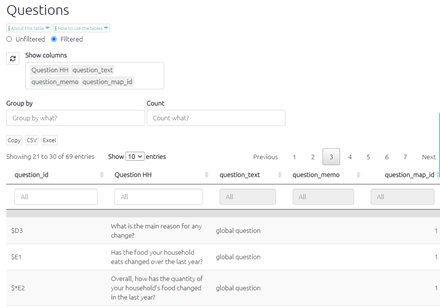 Questions
About this table
How to use the tables
Unfiltered Filtered
Show columns
Question HH question_text
question_memo question_map_id
Group by Count
Group by what? Count what?
Copy CSV Excel
Showing 21 to 30 of 69 entries Show 10 entries Previous 1 2 3 4 5 6 7 Next
question_id Question HH question_text question_memo question_map_id
All All All All All
$D3 What is the main reason for any change? global question 1
$E1 Has the food your household eats changed over the last year? global question 1
$*E2 Overall, how has the quantity of your household's food changed in the last year? global question 1